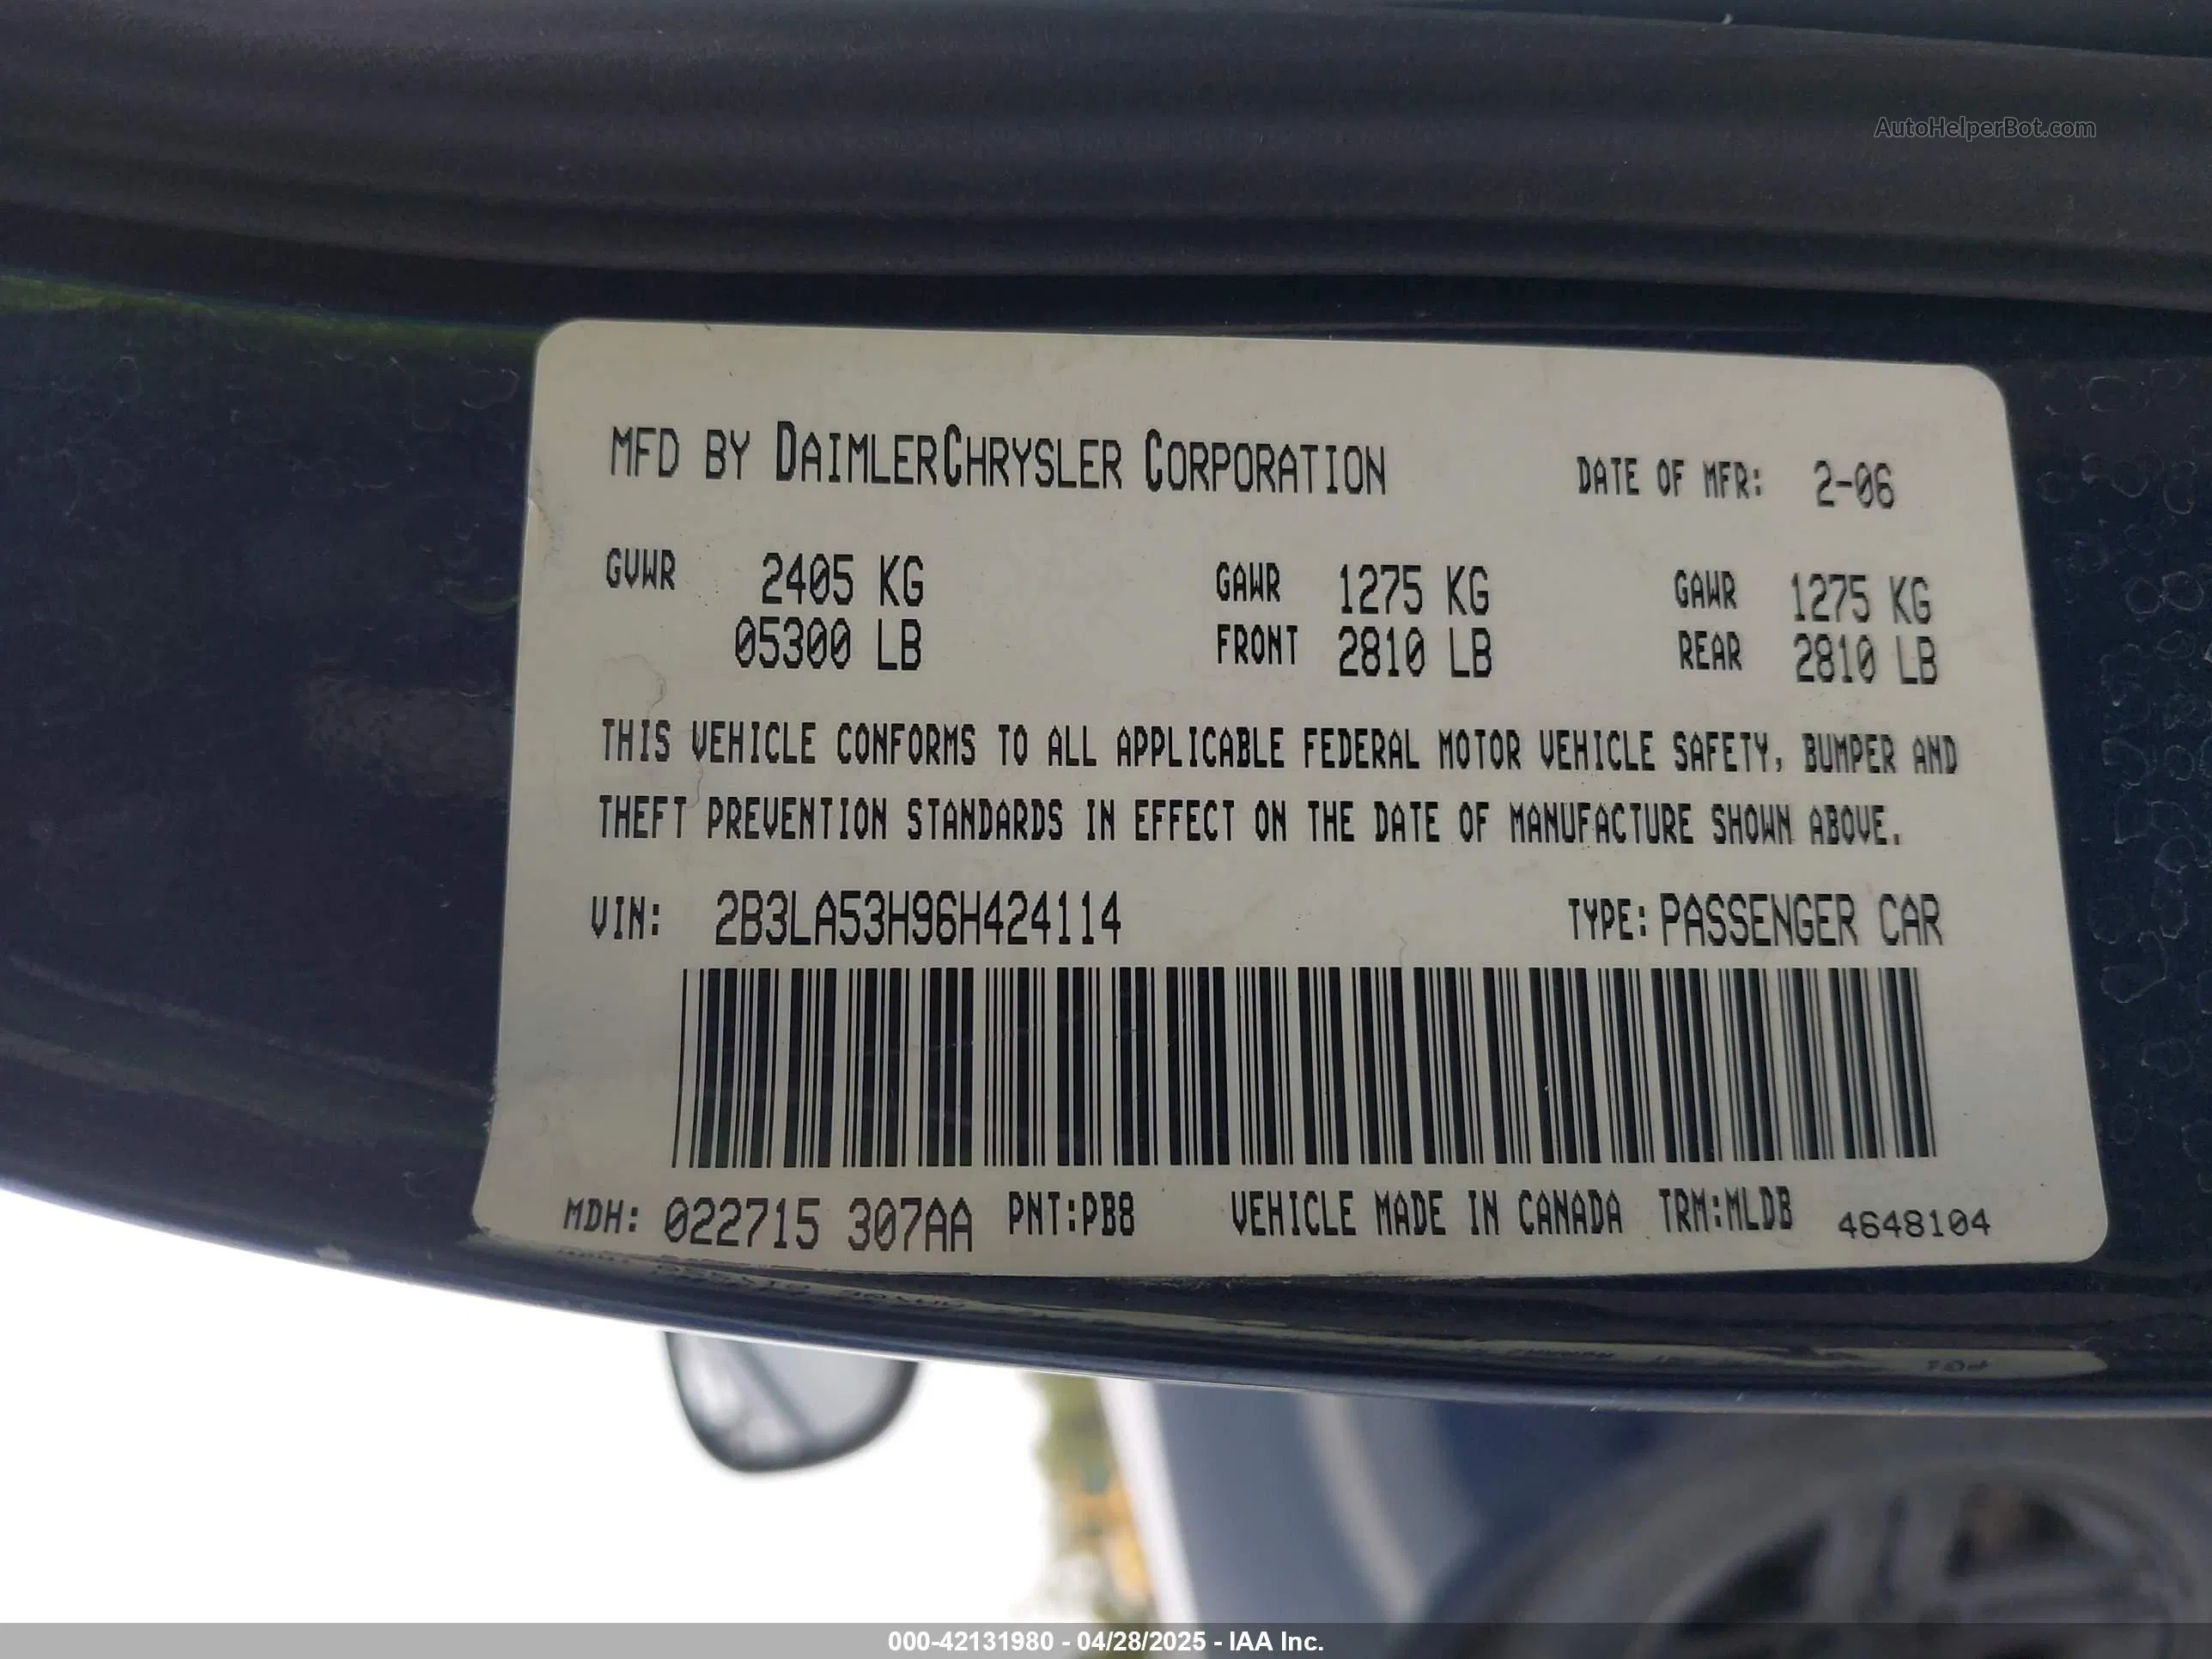 AutoHelperBot.com
MFD BY DAIMLERCHRYSLER CORPORATION DATE OF MFR: 2-06
GVWR 2405 KG GAWR 1275 KG GAWR 1275 KG
05300 LB FRONT 2810 LB REAR 2810 LB
THIS VEHICLE CONFORMS TO ALL APPLICABLE FEDERAL MOTOR VEHICLE SAFETY, BUMPER AND
THEFT PREVENTION STANDARDS IN EFFECT ON THE DATE OF MANUFACTURE SHOWN ABOVE.
VIN: 2B3LA53H96H424114 TYPE: PASSENGER CAR
MDH: 022715 307AA PNT:PB8 VEHICLE MADE IN CANADA TRM:MLDB 4648104
000-42131980 - 04/28/2025 - IAA Inc.